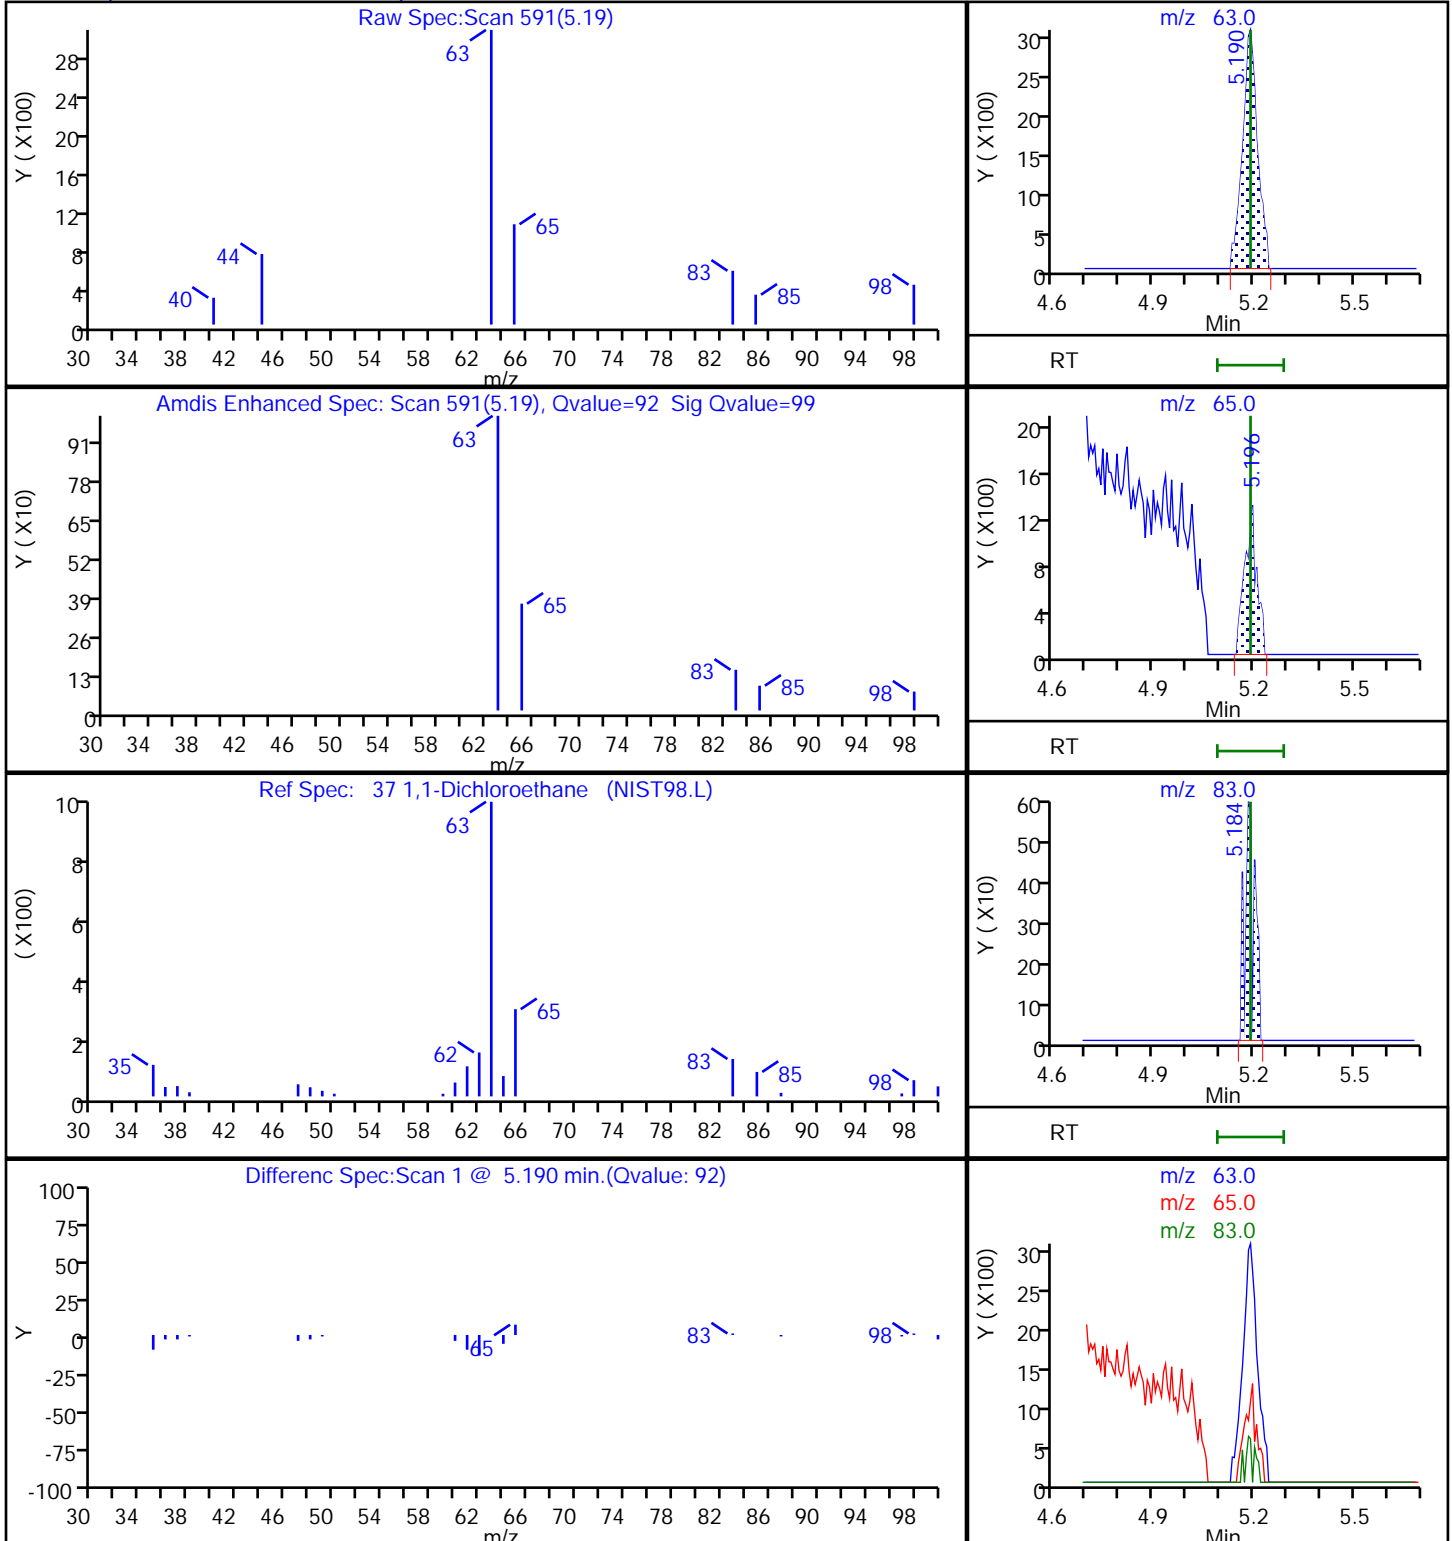 Raw Spec:Scan 591(5.19)
Y ( X100)
28
24
20
16
12
8
4
0
63
65
44
40
83
85
98
30 34 38 42 46 50 54 58 62 66 70 74 78 82 86 90 94 98
m/z
m/z 63.0
Y ( X100)
30
25
20
15
10
5
0
5.190
4.6 4.9 5.2 5.5
Min
RT
Amdis Enhanced Spec: Scan 591(5.19), Qvalue=92 Sig Qvalue=99
Y ( X10)
91
78
65
52
39
26
13
0
63
65
83
85
98
30 34 38 42 46 50 54 58 62 66 70 74 78 82 86 90 94 98
m/z
m/z 65.0
Y ( X100)
20
16
12
8
4
0
5.196
4.6 4.9 5.2 5.5
Min
RT
Ref Spec: 37 1,1-Dichloroethane (NIST98.L)
( X100)
10
8
6
4
2
0
63
65
62
35
83
85
98
30 34 38 42 46 50 54 58 62 66 70 74 78 82 86 90 94 98
m/z 83.0
Y ( X10)
60
50
40
30
20
10
0
5.184
4.6 4.9 5.2 5.5
Min
RT
Differenc Spec:Scan 1 @ 5.190 min.(Qvalue: 92)
Y
100
75
50
25
0
-25
-50
-75
-100
65
83
98
30 34 38 42 46 50 54 58 62 66 70 74 78 82 86 90 94 98
m/z
m/z 63.0
m/z 65.0
m/z 83.0
Y ( X100)
30
25
20
15
10
5
0
4.6 4.9 5.2 5.5
Min